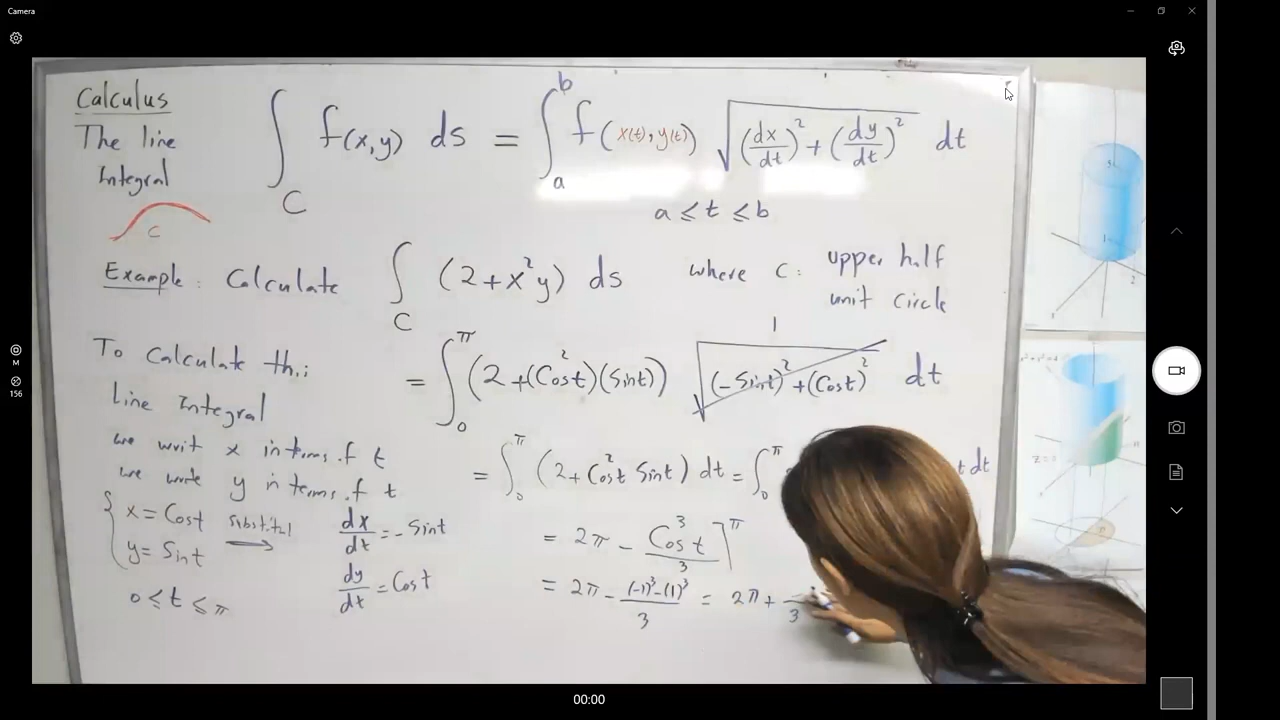 Camera
Calculus
The line
Integral
∫_C f(x,y) ds = ∫_a^b f(x(t), y(t)) √((dx/dt)² + (dy/dt)²) dt
C
a ≤ t ≤ b
Example: Calculate ∫_C (2+x²y) ds where C: upper half
unit circle
To Calculate this
line Integral
= ∫_0^π (2+(Cos t)²(Sin t)) √((-Sin t)² + (Cos t)²) dt
1
we writ x in terms of t
we wrote y in terms of t
= ∫_0^π (2+Cos²t Sin t) dt = ∫_0^π t dt
x = Cos t
y = Sin t
0 ≤ t ≤ π
dx/dt = -Sin t
dy/dt = Cos t
= 2π - Cos³t/3 ]^π
= 2π - ((-1)³-(1)³)/3 = 2π + /3
M
156
00:00